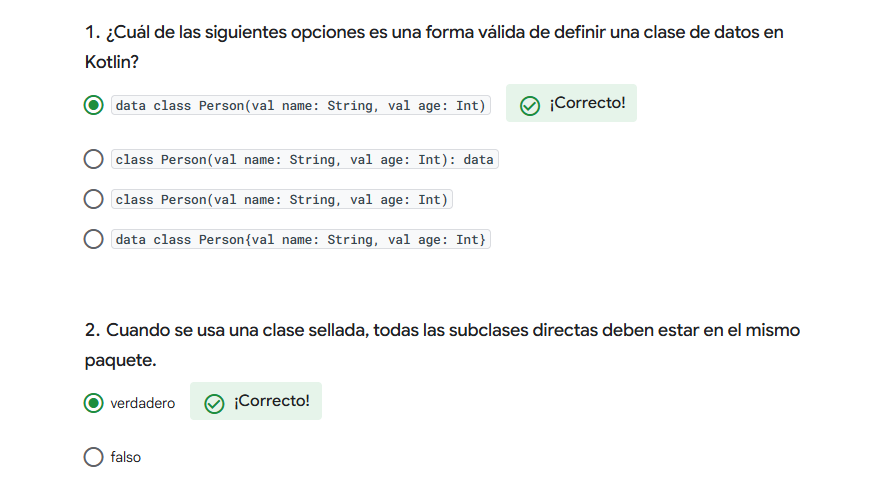 1. ¿Cuál de las siguientes opciones es una forma válida de definir una clase de datos en
Kotlin?
data class Person(val name: String, val age: Int)
¡Correcto!
class Person(val name: String, val age: Int): data
class Person(val name: String, val age: Int)
data class Person{val name: String, val age: Int}
2. Cuando se usa una clase sellada, todas las subclases directas deben estar en el mismo
paquete.
verdadero
¡Correcto!
falso